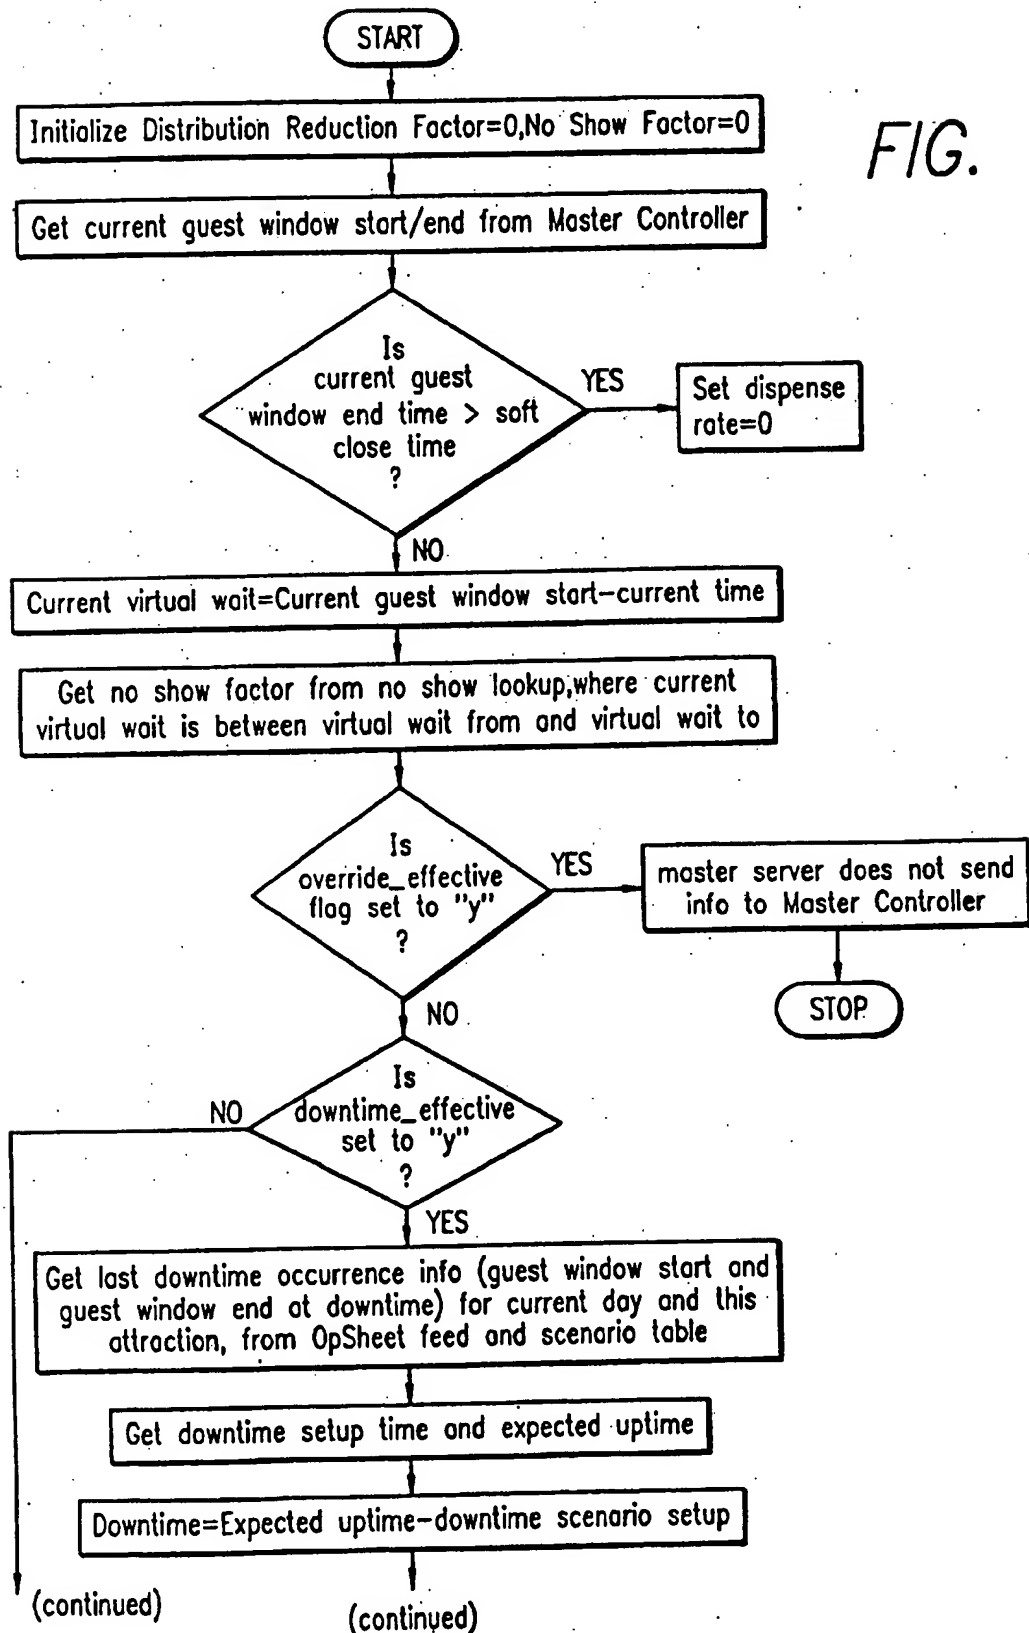 START
Initialize Distribution Reduction Factor=0,No Show Factor=0
FIG.
Get current guest window start/end from Master Controller
Is
current guest
window end time > soft
close time
?
YES
Set dispense
rate=0
NO
Current virtual wait=Current guest window start-current time
Get no show factor from no show lookup,where current
virtual wait is between virtual wait from and virtual wait to
Is
override_effective
flag set to "y"
?
YES
master server does not send
info to Master Controller
STOP
NO
Is
downtime_effective
set to "y"
?
NO
YES
Get last downtime occurrence info (guest window start and
guest window end at downtime) for current day and this
attraction, from OpSheet feed and scenario table
Get downtime setup time and expected uptime
Downtime=Expected uptime-downtime scenario setup
(continued)
(continued)